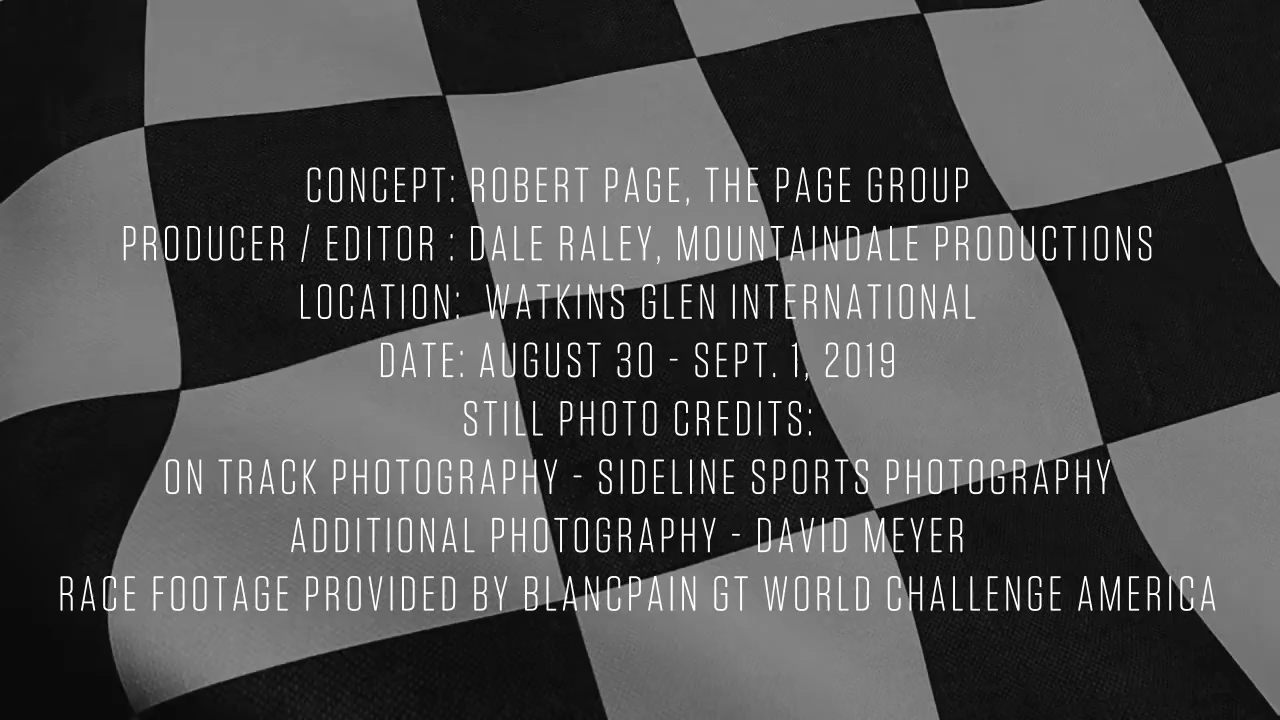 CONCEPT: ROBERT PAGE, THE PAGE GROUP
PRODUCER / EDITOR : DALE RALEY, MOUNTAINDALE PRODUCTIONS
LOCATION: WATKINS GLEN INTERNATIONAL
DATE: AUGUST 30 - SEPT. 1, 2019
STILL PHOTO CREDITS:
ON TRACK PHOTOGRAPHY - SIDELINE SPORTS PHOTOGRAPHY
ADDITIONAL PHOTOGRAPHY - DAVID MEYER
RACE FOOTAGE PROVIDED BY BLANCPAIN GT WORLD CHALLENGE AMERICA